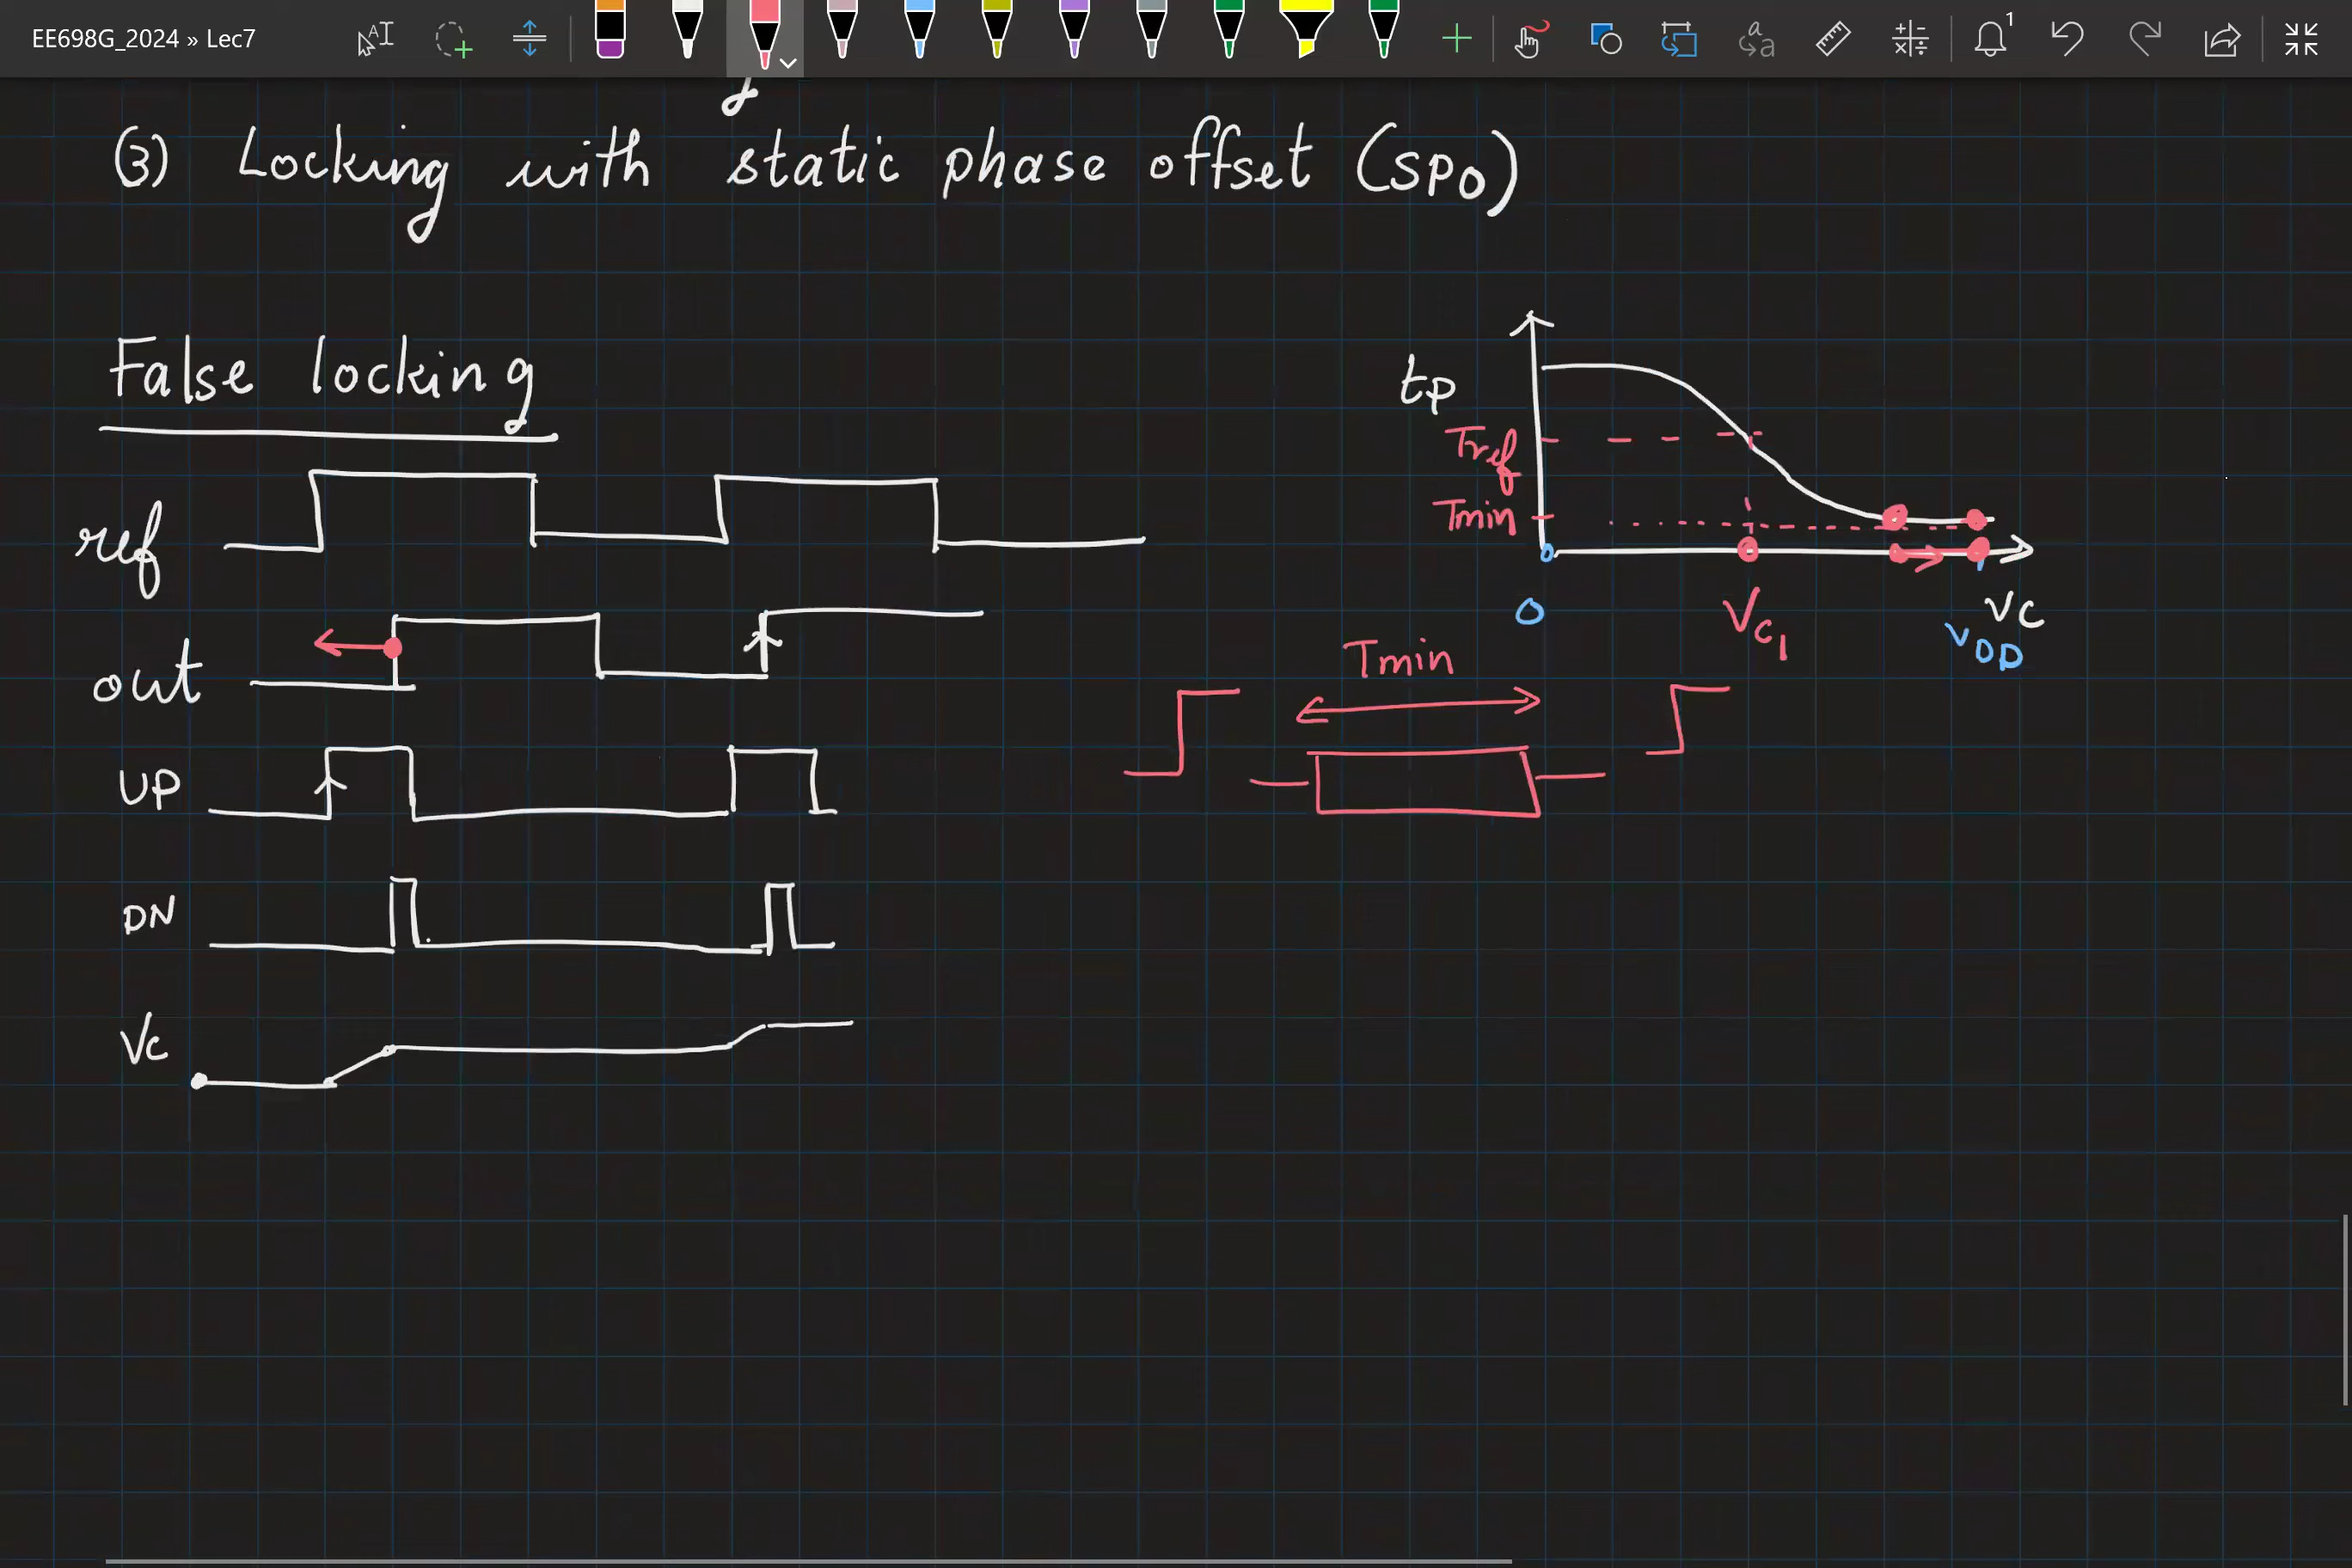 EE698G_2024 » Lec7
(3) Locking with static phase offset (SPO)
False locking
tp
Tref
Tmin
0
Vc1
VDD
Vc
ref
out
Tmin
UP
DN
Vc